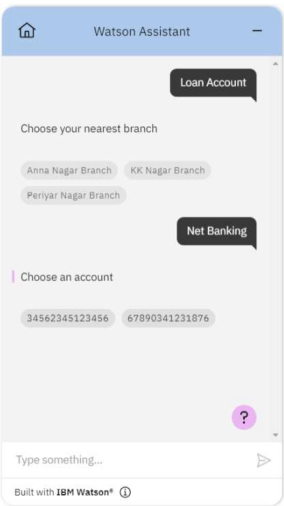 Watson Assistant
Loan Account
Choose your nearest branch
Anna Nagar Branch KK Nagar Branch
Periyar Nagar Branch
Net Banking
Choose an account
34562345123456 67890341231876
?
Type something...
Built with IBM Watson®